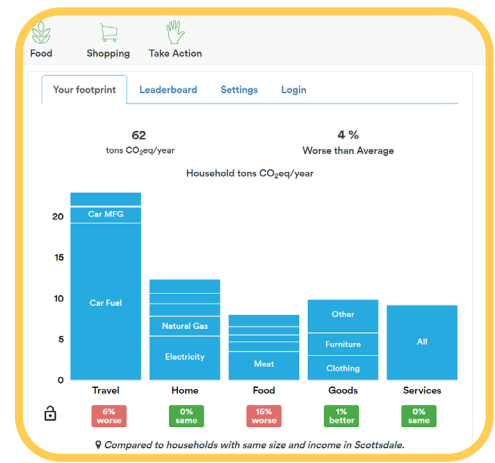 Food Shopping Take Action
Your footprint Leaderboard Settings Login
62 4 %
tons CO₂eq/year Worse than Average
Household tons CO₂eq/year
20 Car MFG
15
10 Car Fuel Other
Natural Gas
5 Furniture All
Electricity Meat Clothing
0
Travel Home Food Goods Services
6% 0% 15% 1% 0%
worse same worse better same
Compared to households with same size and income in Scottsdale.